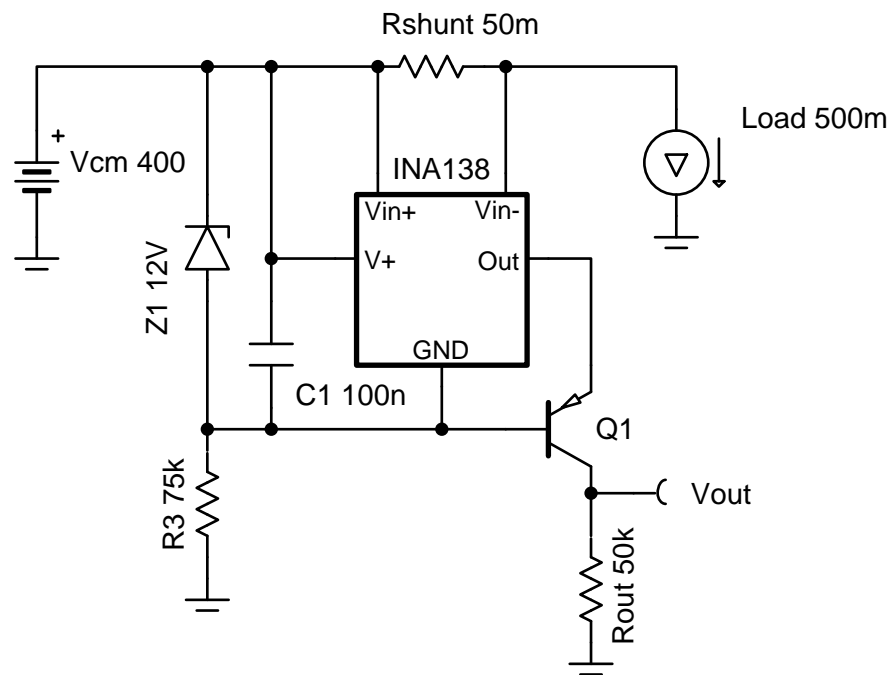 Rshunt 50m
Load 500m
+
Vcm 400
INA138
Vin+
Vin-
V+
Out
Z1 12V
GND
C1 100n
Q1
R3 75k
Vout
Rout 50k